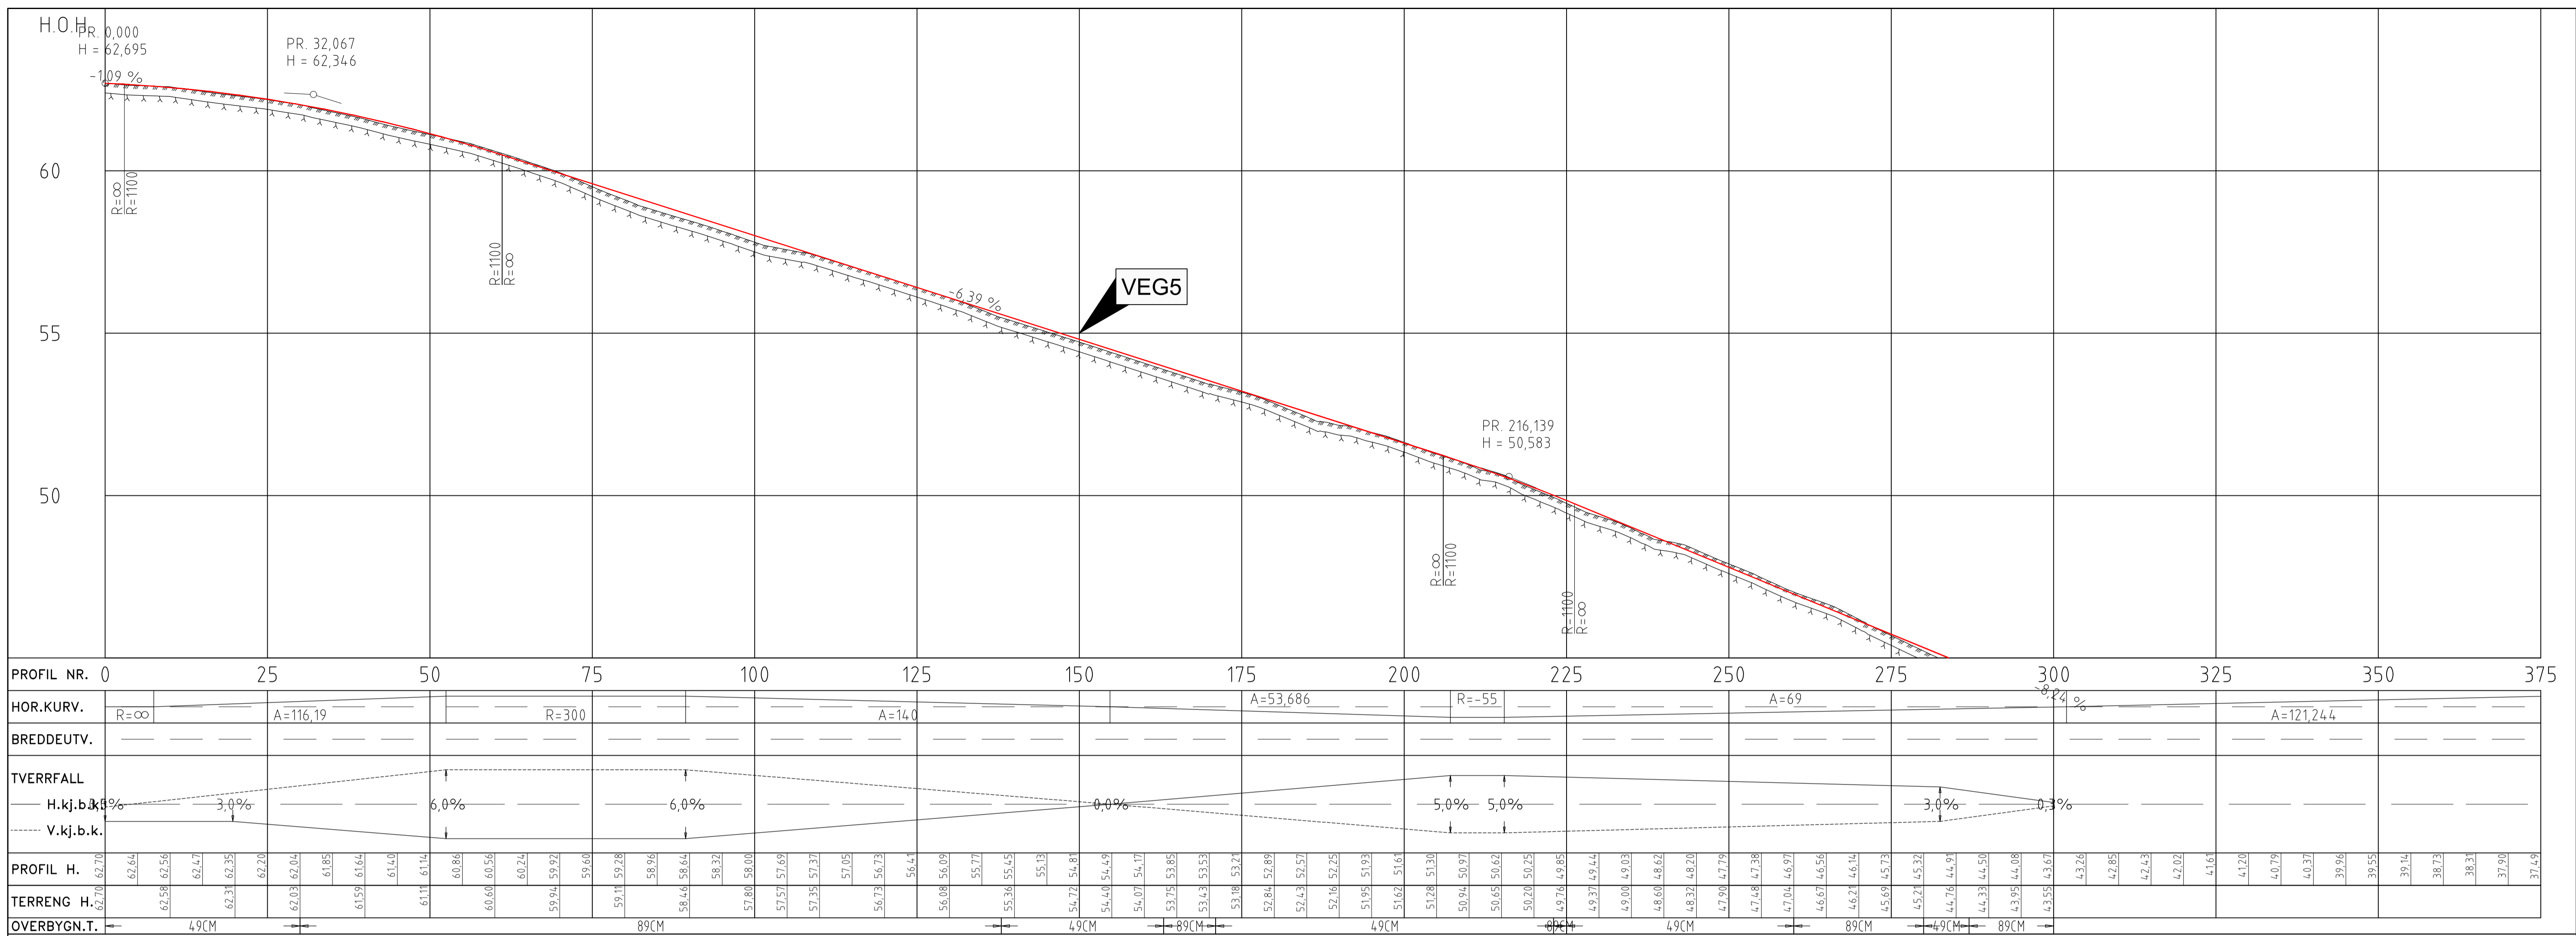 H.O.H.
PR. 0,000
H = 62,695
-1,09 %
PR. 32,067
H = 62,346
60
R=∞
R=1100
R=1100
R=∞
-6,39 %
VEG5
55
PR. 216,139
H = 50,583
50
R=∞
R=1100
R=1100
R=∞
PROFIL NR. 0 25 50 75 100 125 150 175 200 225 250 275 300 325 350 375
HOR.KURV. R=∞ A=116,19 R=300 A=140 A=53,686 R=-55 A=69 -8,24 % A=121,244
BREDDEUTV.
TVERRFALL
H.kj.b.k. 3,0% 6,0% 6,0% 0,0% 5,0% 5,0% 3,0% 0,3%
V.kj.b.k.
PROFIL H. 62,70 62,64 62,56 62,47 62,35 62,20 62,04 61,85 61,64 61,40 61,14 60,86 60,56 60,24 59,92 59,60 59,28 58,96 58,64 58,32 58,00 57,69 57,37 57,05 56,73 56,41 56,09 55,77 55,45 55,13 54,81 54,49 54,17 53,85 53,53 53,21 52,89 52,57 52,25 51,93 51,61 51,30 50,97 50,62 50,25 49,85 49,44 49,03 48,62 48,20 47,79 47,38 46,97 46,56 46,14 45,73 45,32 44,91 44,50 44,08 43,67 43,26 42,85 42,43 42,02 41,61 41,20 40,79 40,37 39,96 39,55 39,14 38,73 38,31 37,90 37,49
TERRENG H. 62,70 62,58 62,31 62,03 61,59 61,11 60,60 59,94 59,11 58,46 57,80 57,57 57,35 56,73 56,08 55,36 54,72 54,40 54,07 53,75 53,43 53,18 52,84 52,43 52,16 51,95 51,62 51,28 50,94 50,65 50,20 49,76 49,37 49,00 48,60 48,32 47,90 47,48 47,04 46,67 46,21 45,69 45,21 44,76 44,33 43,95 43,55
OVERBYGN.T. 49CM 89CM 49CM 89CM 49CM 89CM 49CM 89CM 49CM 89CM